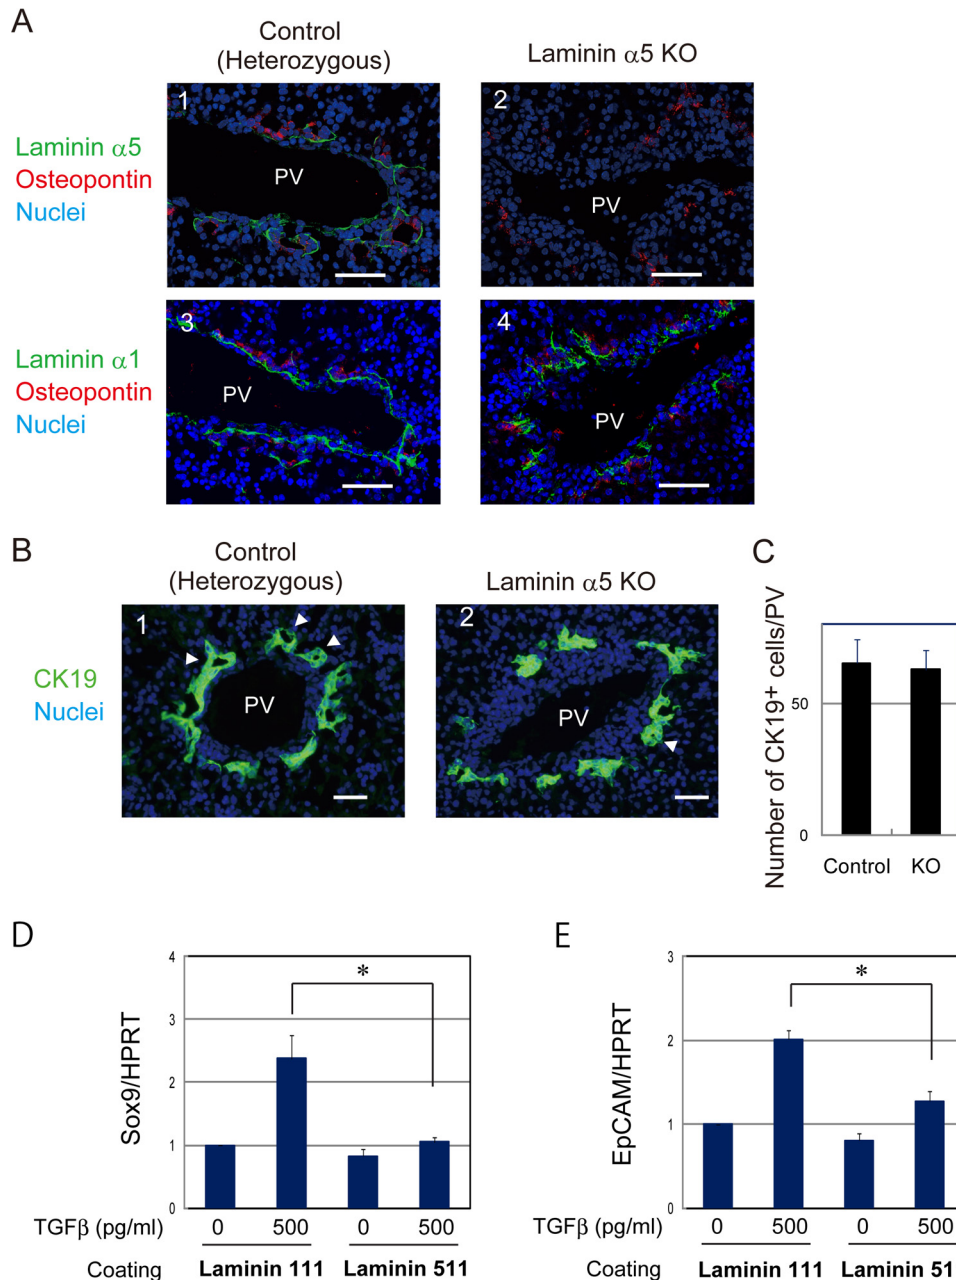 A
Control
(Heterozygous)
Laminin α5 KO
Laminin α5
Osteopontin
Nuclei
1
PV
2
PV
Laminin α1
Osteopontin
Nuclei
3
PV
4
PV
B
Control
(Heterozygous)
Laminin α5 KO
CK19
Nuclei
1
PV
2
PV
C
Number of CK19+ cells/PV
50
0
Control KO
D
Sox9/HPRT
4
3
2
1
0
*
TGFβ (pg/ml) 0 500 0 500
Coating Laminin 111 Laminin 511
E
EpCAM/HPRT
3
2
1
0
*
TGFβ (pg/ml) 0 500 0 500
Coating Laminin 111 Laminin 51